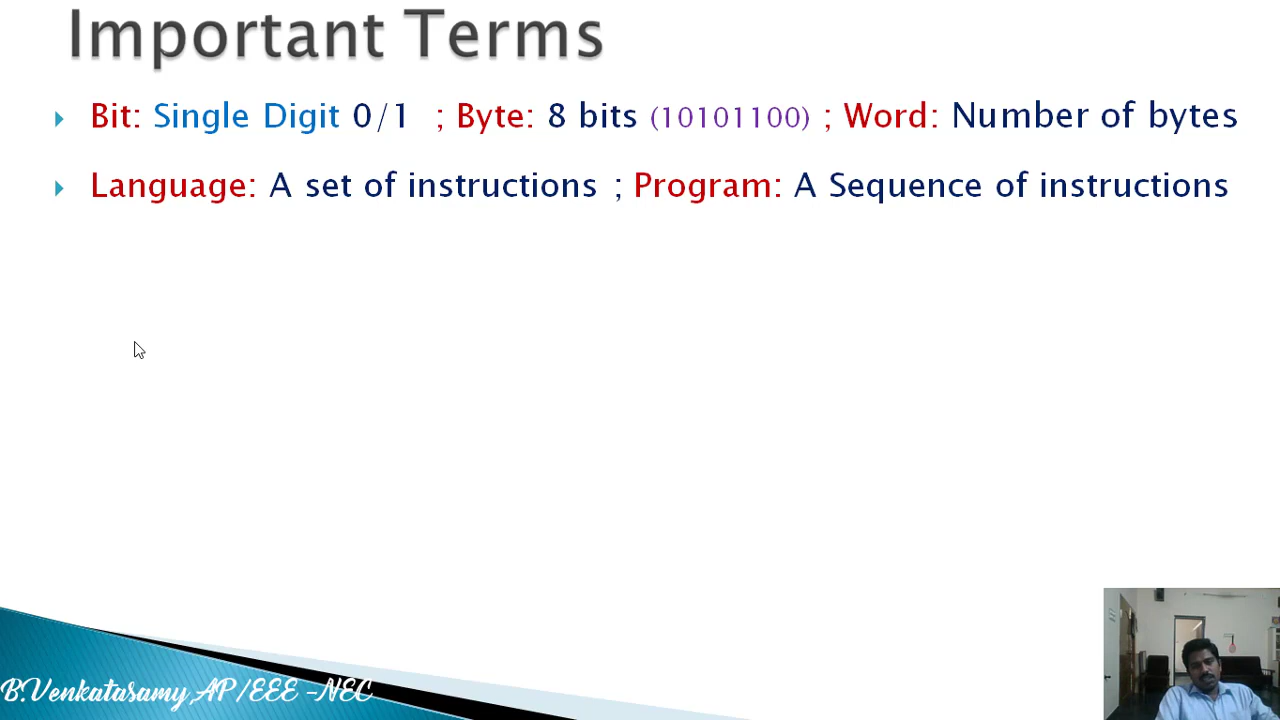 Important Terms
Bit: Single Digit 0/1 ; Byte: 8 bits (10101100) ; Word: Number of bytes
Language: A set of instructions ; Program: A Sequence of instructions
B.Venkatasamy,AP/EEE -NEC